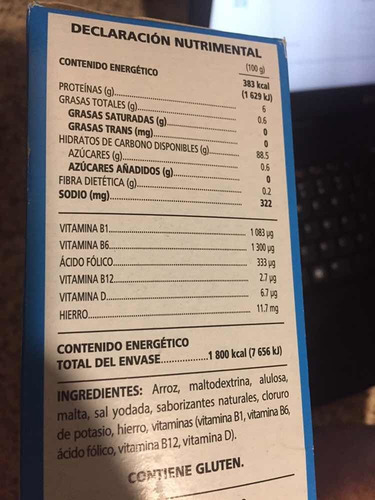 DECLARACIÓN NUTRIMENTAL
(100 g)
CONTENIDO ENERGÉTICO 383 kcal
(1 629 kJ)
PROTEÍNAS (g)...............................................6
GRASAS TOTALES (g)....................................0.6
GRASAS SATURADAS (g)............................0
GRASAS TRANS (mg)..................................0
HIDRATOS DE CARBONO DISPONIBLES (g)....88.5
AZÚCARES (g)..........................................0.6
AZÚCARES AÑADIDOS (g)..........................0
FIBRA DIETÉTICA (g)......................................0.2
SODIO (mg)................................................322
VITAMINA B1........................................1 083 µg
VITAMINA B6........................................1 300 µg
ÁCIDO FÓLICO.........................................333 µg
VITAMINA B12.........................................2.7 µg
VITAMINA D............................................6.7 µg
HIERRO..................................................11.7 mg
CONTENIDO ENERGÉTICO
TOTAL DEL ENVASE..............1 800 kcal (7 656 kJ)
INGREDIENTES: Arroz, maltodextrina, alulosa,
malta, sal yodada, saborizantes naturales, cloruro
de potasio, hierro, vitaminas (vitamina B1, vitamina B6,
ácido fólico, vitamina B12, vitamina D).
CONTIENE GLUTEN.